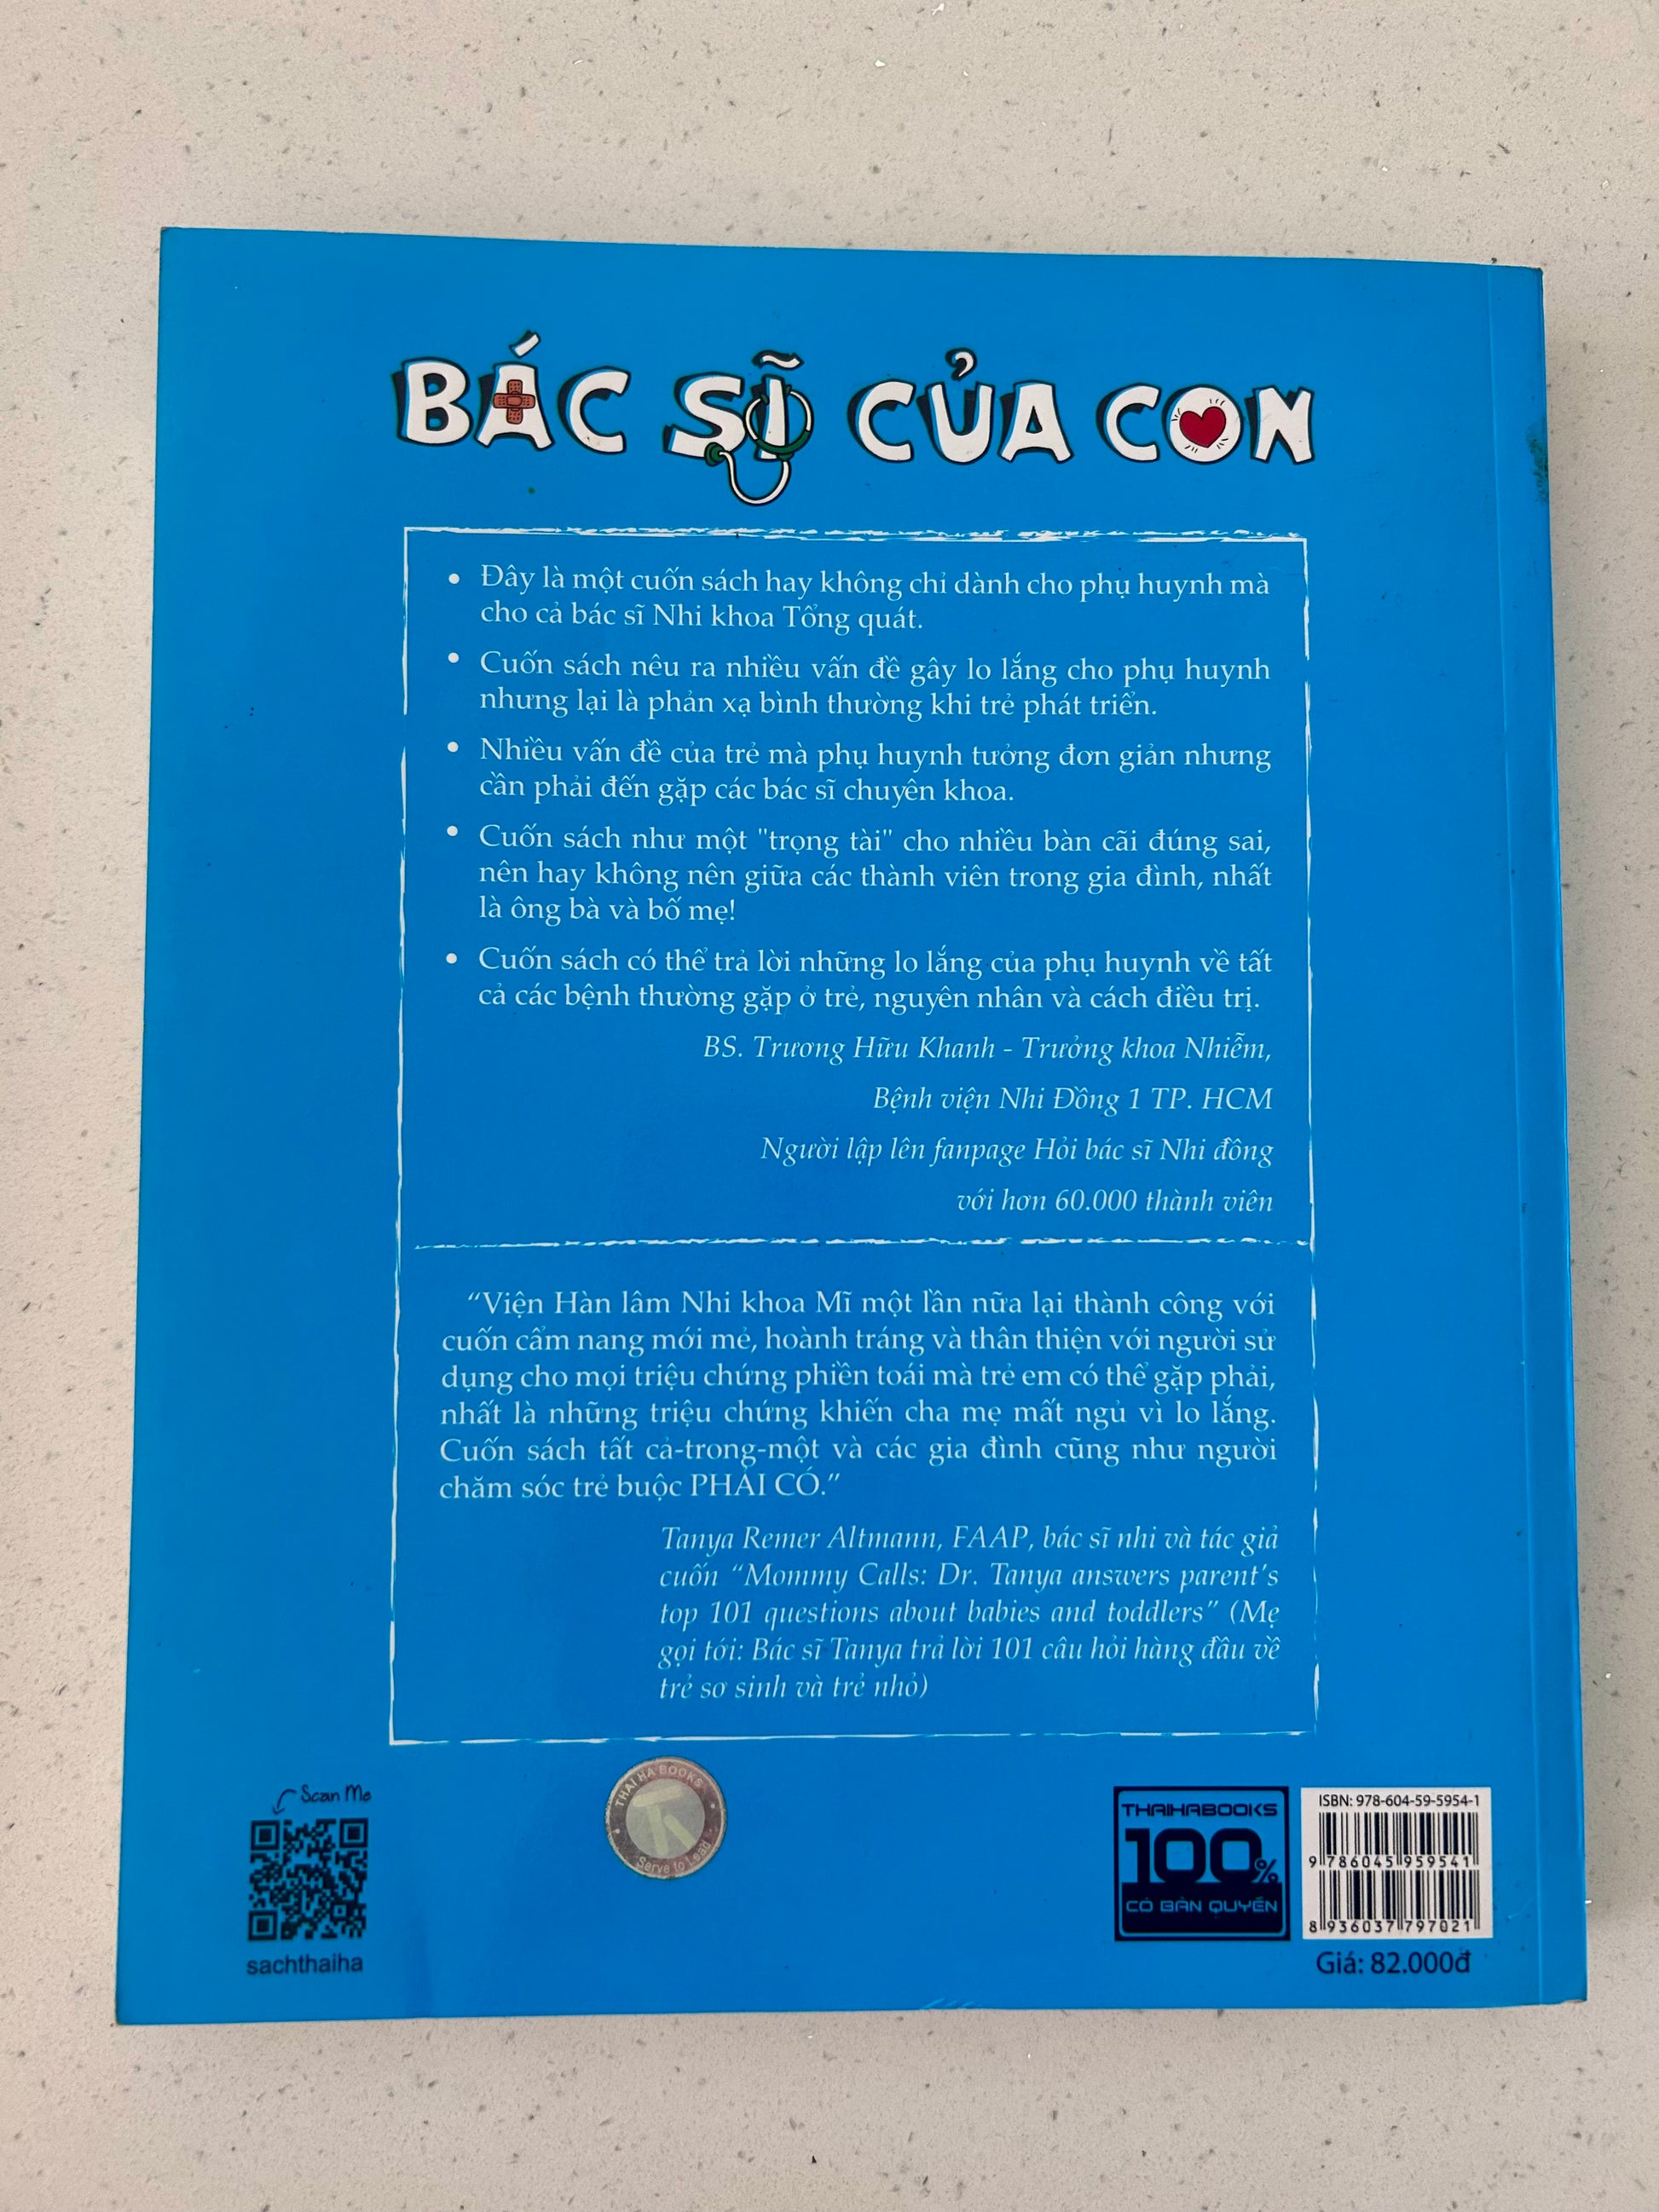 BÁC SĨ CỦA CON
• Đây là một cuốn sách hay không chỉ dành cho phụ huynh mà
cho cả bác sĩ Nhi khoa Tổng quát.
• Cuốn sách nêu ra nhiều vấn đề gây lo lắng cho phụ huynh
nhưng lại là phản xạ bình thường khi trẻ phát triển.
• Nhiều vấn đề của trẻ mà phụ huynh tưởng đơn giản nhưng
cần phải đến gặp các bác sĩ chuyên khoa.
• Cuốn sách như một "trọng tài" cho nhiều bàn cãi đúng sai,
nên hay không nên giữa các thành viên trong gia đình, nhất
là ông bà và bố mẹ!
• Cuốn sách có thể trả lời những lo lắng của phụ huynh về tất
cả các bệnh thường gặp ở trẻ, nguyên nhân và cách điều trị.
BS. Trương Hữu Khanh - Trưởng khoa Nhiễm,
Bệnh viện Nhi Đồng 1 TP. HCM
Người lập lên fanpage Hỏi bác sĩ Nhi đồng
với hơn 60.000 thành viên
“Viện Hàn lâm Nhi khoa Mĩ một lần nữa lại thành công với
cuốn cẩm nang mới mẻ, hoành tráng và thân thiện với người sử
dụng cho mọi triệu chứng phiền toái mà trẻ em có thể gặp phải,
nhất là những triệu chứng khiến cha mẹ mất ngủ vì lo lắng.
Cuốn sách tất cả-trong-một và các gia đình cũng như người
chăm sóc trẻ buộc PHẢI CÓ.”
Tanya Remer Altmann, FAAP, bác sĩ nhi và tác giả
cuốn “Mommy Calls: Dr. Tanya answers parent's
top 101 questions about babies and toddlers” (Mẹ
gọi tới: Bác sĩ Tanya trả lời 101 câu hỏi hàng đầu về
trẻ sơ sinh và trẻ nhỏ)
Scan Me
sachthaiha
THAI HA BOOKS
Serve to Lead
THAIHABOOKS
100%
CÓ BẢN QUYỀN
ISBN: 978-604-59-5954-1
9 786045 959541
8 936037 797021
Giá: 82.000đ